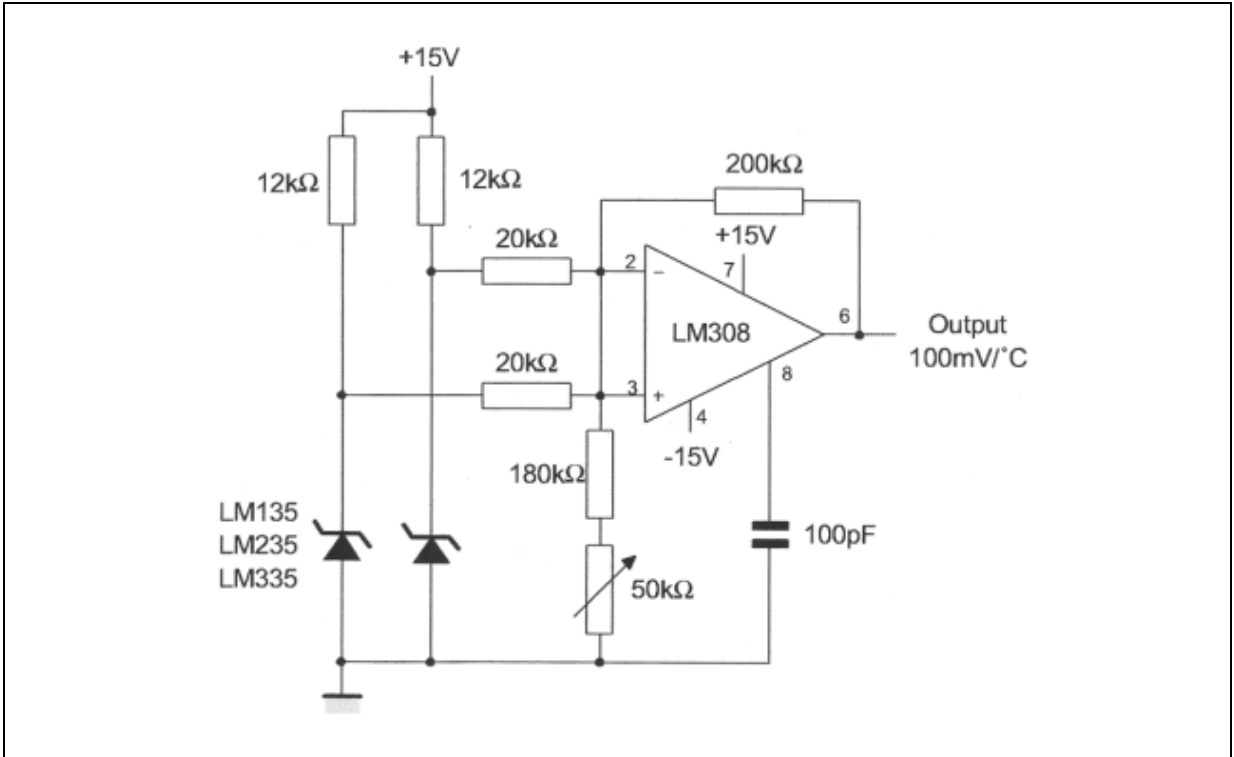 +15V
12kΩ
12kΩ
200kΩ
+15V
20kΩ
2
−
7
LM308
6
Output
100mV/˚C
20kΩ
3
+
8
4
-15V
180kΩ
LM135
LM235
LM335
100pF
50kΩ